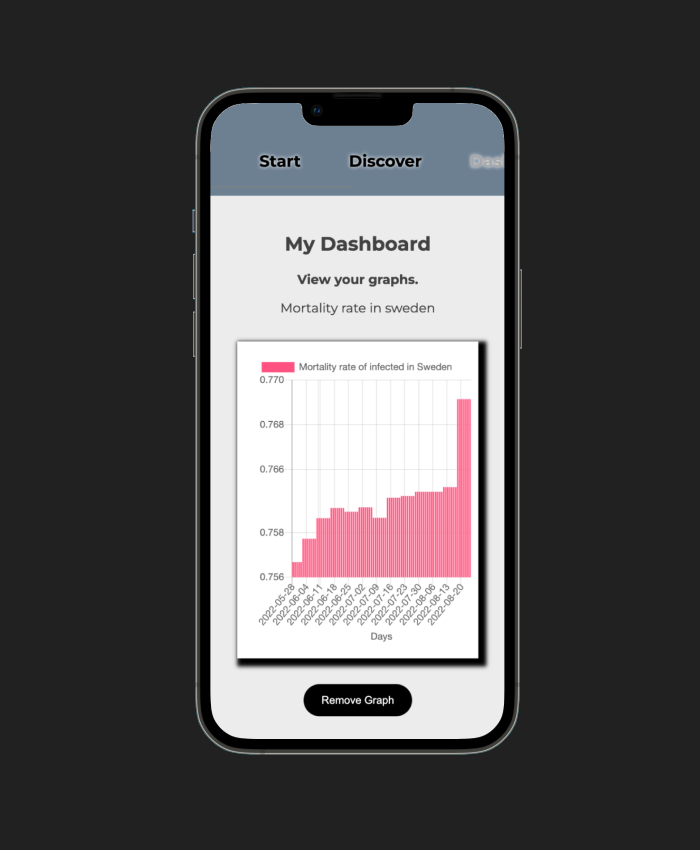 Start Discover
My Dashboard
View your graphs.
Mortality rate in sweden
Mortality rate of infected in Sweden
0.770
0.768
0.766
0.758
0.756
2022-05-28 2022-06-04 2022-06-11 2022-06-18 2022-06-25 2022-07-02 2022-07-09 2022-07-16 2022-07-23 2022-07-30 2022-08-06 2022-08-13 2022-08-20
Days
Remove Graph